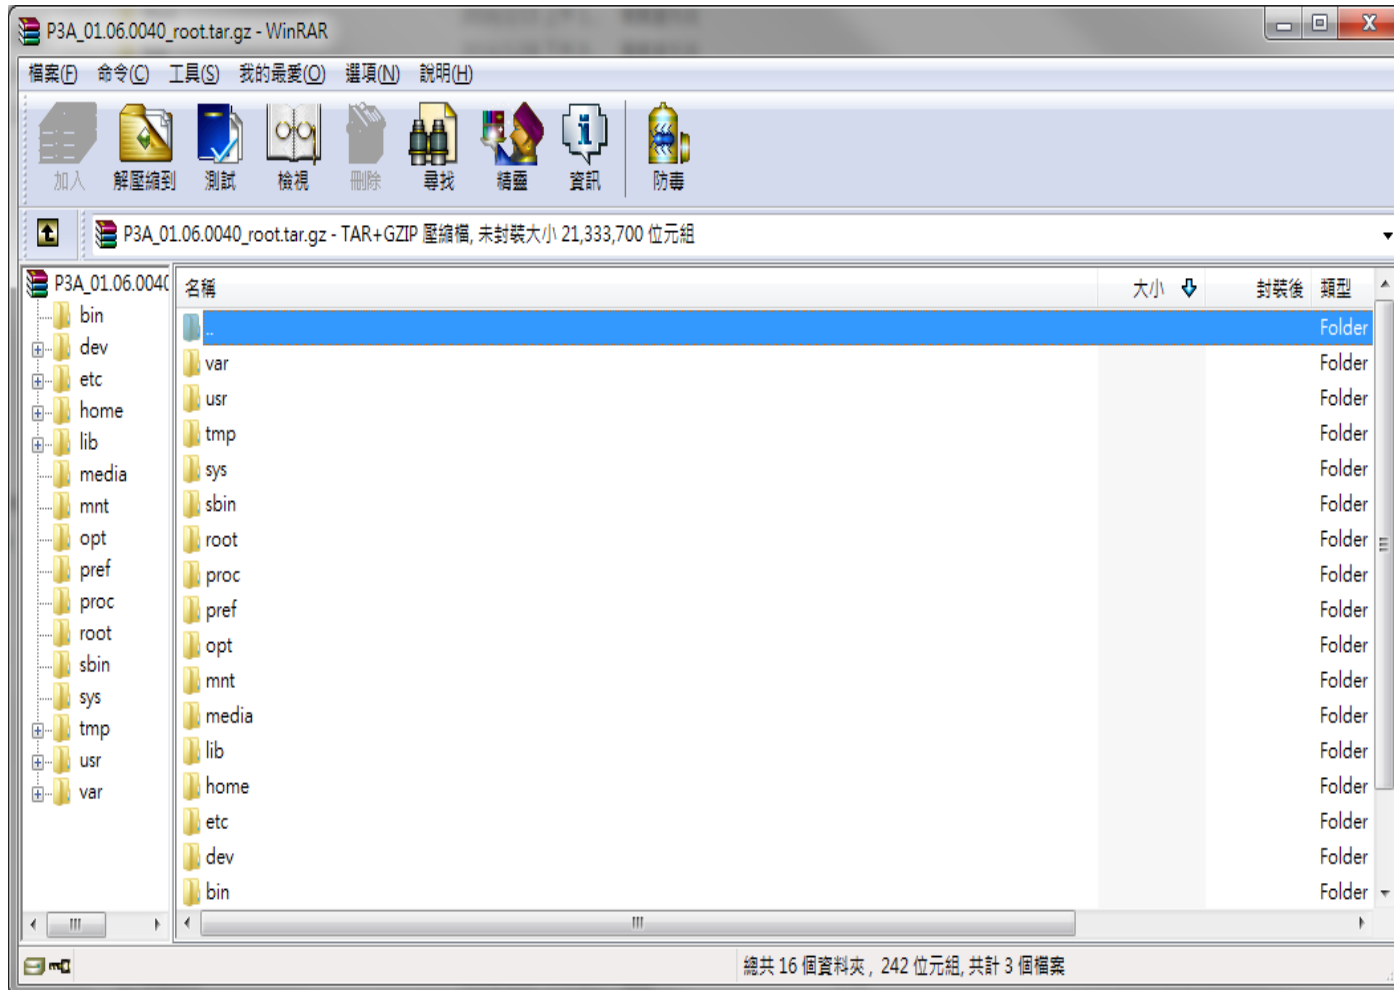 P3A_01.06.0040_root.tar.gz - WinRAR
檔案(F) 命令(C) 工具(S) 我的最愛(O) 選項(N) 說明(H)
加入 解壓縮到 測試 檢視 刪除 尋找 精靈 資訊 防毒
P3A_01.06.0040_root.tar.gz - TAR+GZIP 壓縮檔, 未封裝大小 21,333,700 位元組
P3A_01.06.0040
bin
dev
etc
home
lib
media
mnt
opt
pref
proc
root
sbin
sys
tmp
usr
var
名稱 大小 封裝後 類型
.. Folder
var Folder
usr Folder
tmp Folder
sys Folder
sbin Folder
root Folder
proc Folder
pref Folder
opt Folder
mnt Folder
media Folder
lib Folder
home Folder
etc Folder
dev Folder
bin Folder
總共 16 個資料夾 , 242 位元組, 共計 3 個檔案